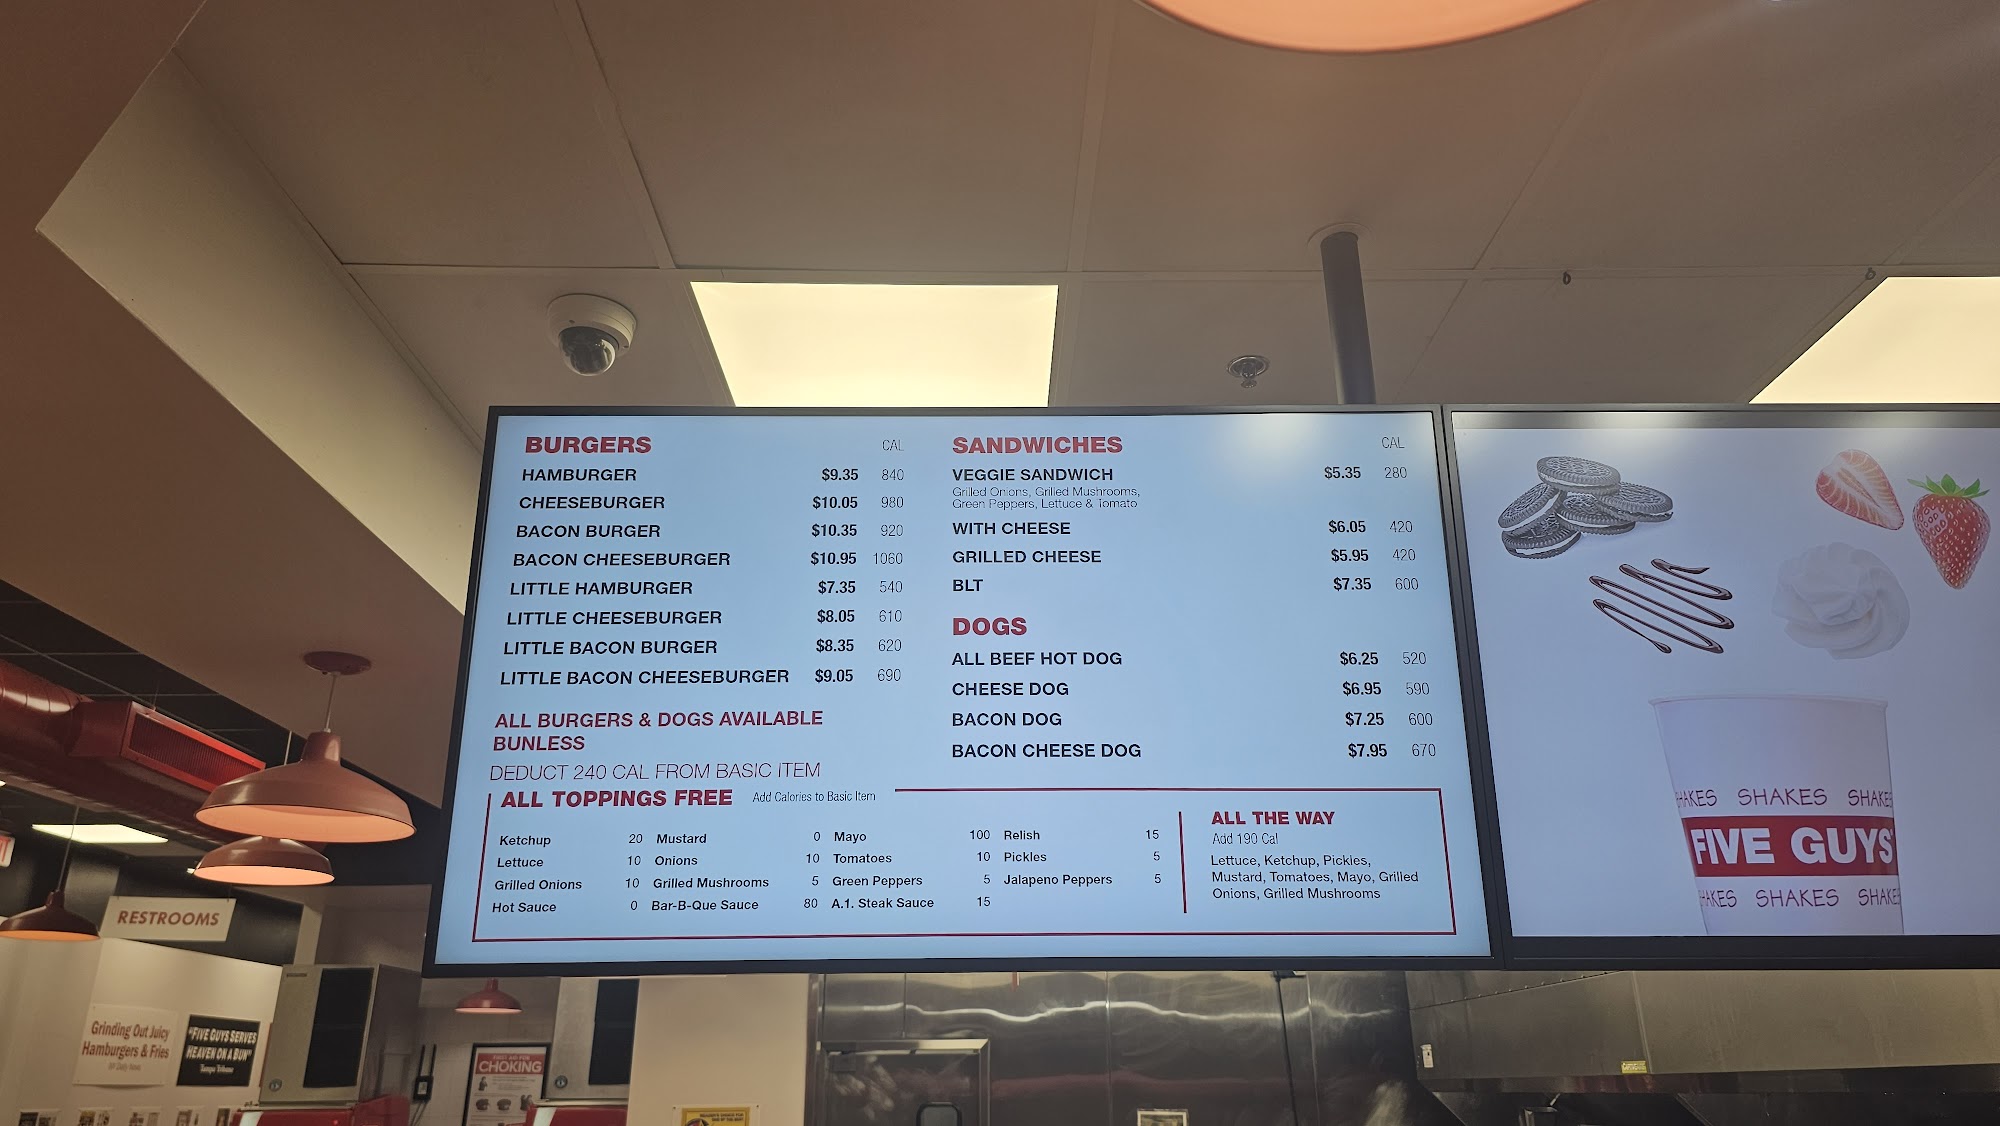 BURGERS CAL
HAMBURGER $9.35 840
CHEESEBURGER $10.05 980
BACON BURGER $10.35 920
BACON CHEESEBURGER $10.95 1060
LITTLE HAMBURGER $7.35 540
LITTLE CHEESEBURGER $8.05 610
LITTLE BACON BURGER $8.35 620
LITTLE BACON CHEESEBURGER $9.05 690
ALL BURGERS & DOGS AVAILABLE
BUNLESS
DEDUCT 240 CAL FROM BASIC ITEM
SANDWICHES CAL
VEGGIE SANDWICH $5.35 280
Grilled Onions, Grilled Mushrooms,
Green Peppers, Lettuce & Tomato
WITH CHEESE $6.05 420
GRILLED CHEESE $5.95 420
BLT $7.35 600
DOGS
ALL BEEF HOT DOG $6.25 520
CHEESE DOG $6.95 590
BACON DOG $7.25 600
BACON CHEESE DOG $7.95 670
ALL TOPPINGS FREE Add Calories to Basic Item
Ketchup 20 Mustard 0 Mayo 100 Relish 15
Lettuce 10 Onions 10 Tomatoes 10 Pickles 5
Grilled Onions 10 Grilled Mushrooms 5 Green Peppers 5 Jalapeno Peppers 5
Hot Sauce 0 Bar-B-Que Sauce 80 A.1. Steak Sauce 15
ALL THE WAY
Add 190 Cal
Lettuce, Ketchup, Pickles,
Mustard, Tomatoes, Mayo, Grilled
Onions, Grilled Mushrooms
HAKES SHAKES SHAKES
FIVE GUYS
HAKES SHAKES SHAKE
RESTROOMS
Grinding Out Juicy
Hamburgers & Fries
"FIVE GUYS SERVES
HEAVEN ON A BUN"
Tampa Tribune
FIRST AID FOR
CHOKING